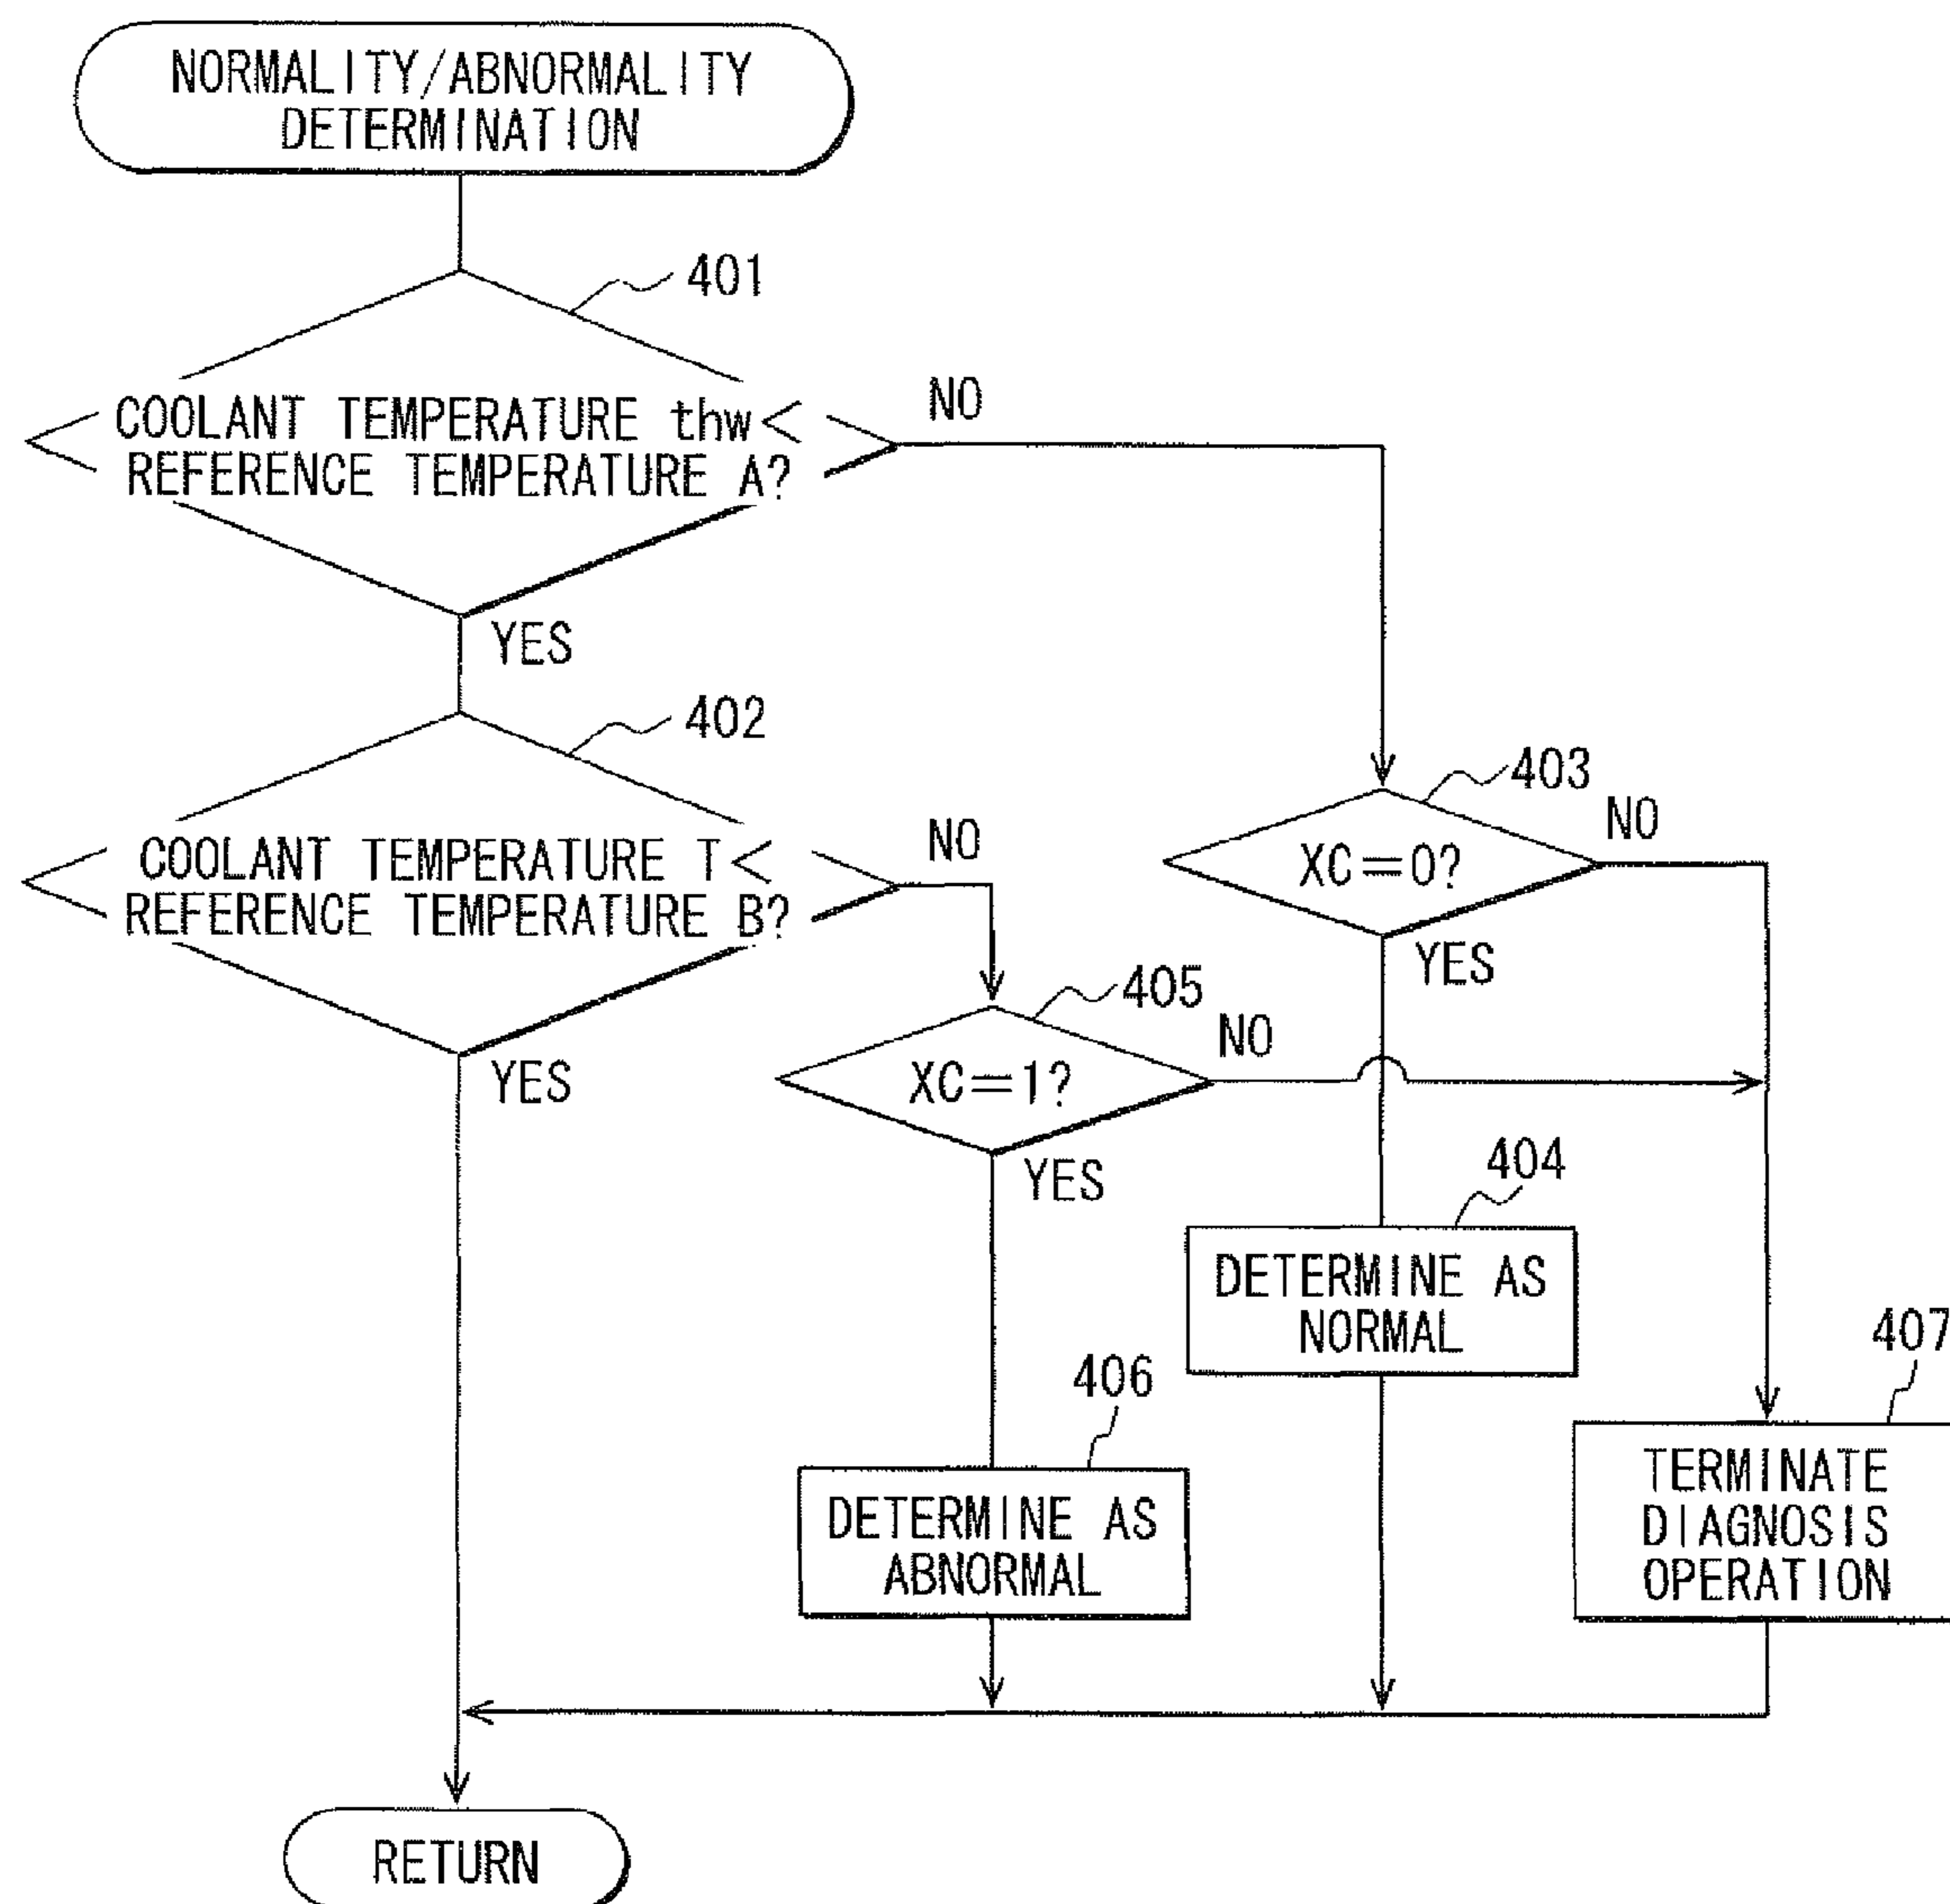 NORMALITY/ABNORMALITY
DETERMINATION
401
COOLANT TEMPERATURE thw<
REFERENCE TEMPERATURE A?
NO
YES
402
COOLANT TEMPERATURE T<
REFERENCE TEMPERATURE B?
NO
YES
403
XC=0?
NO
YES
405
XC=1?
NO
YES
404
DETERMINE AS
NORMAL
406
DETERMINE AS
ABNORMAL
407
TERMINATE
DIAGNOSIS
OPERATION
RETURN